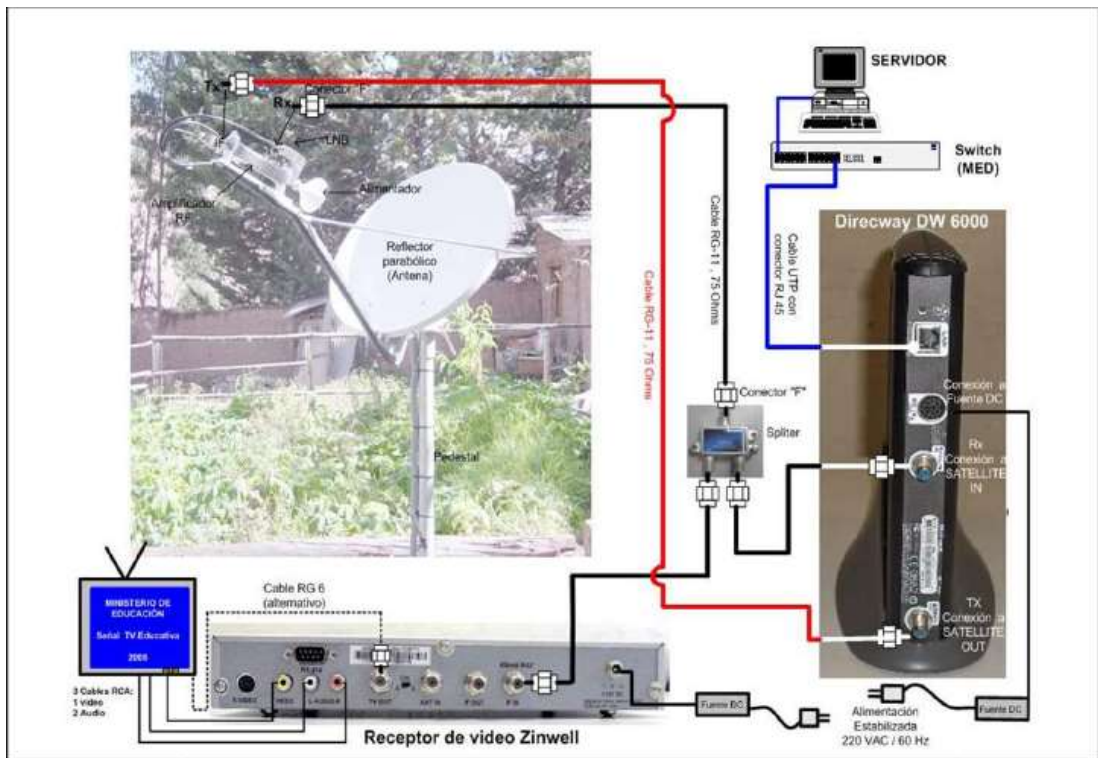 SERVIDOR
Switch
(MED)
Tx
Conector "F"
Rx
LNB
Alimentador
Amplificador
RF
Reflector
parabólico
(Antena)
Pedestal
Cable RG-11 , 75 Ohms
Cable RG-11 , 75 Ohms
Cable UTP con
conector RJ 45
Direcway DW 6000
Conexión a
Fuente DC
Rx
Conexión a
SATELLITE
IN
TX
Conexión a
SATELLITE
OUT
Conector "F"
Spliter
MINISTERIO DE
EDUCACIÓN
Señal TV Educativa
3 Cables RCA:
1 video
2 Audio
Cable RG 6
(alternativo)
S-VIDEO
VIDEO
TV OUT
ANT IN
IF OUT
IF IN
Receptor de video Zinwell
Fuente DC
Alimentación
Estabilizada
220 VAC / 60 Hz
Fuente DC